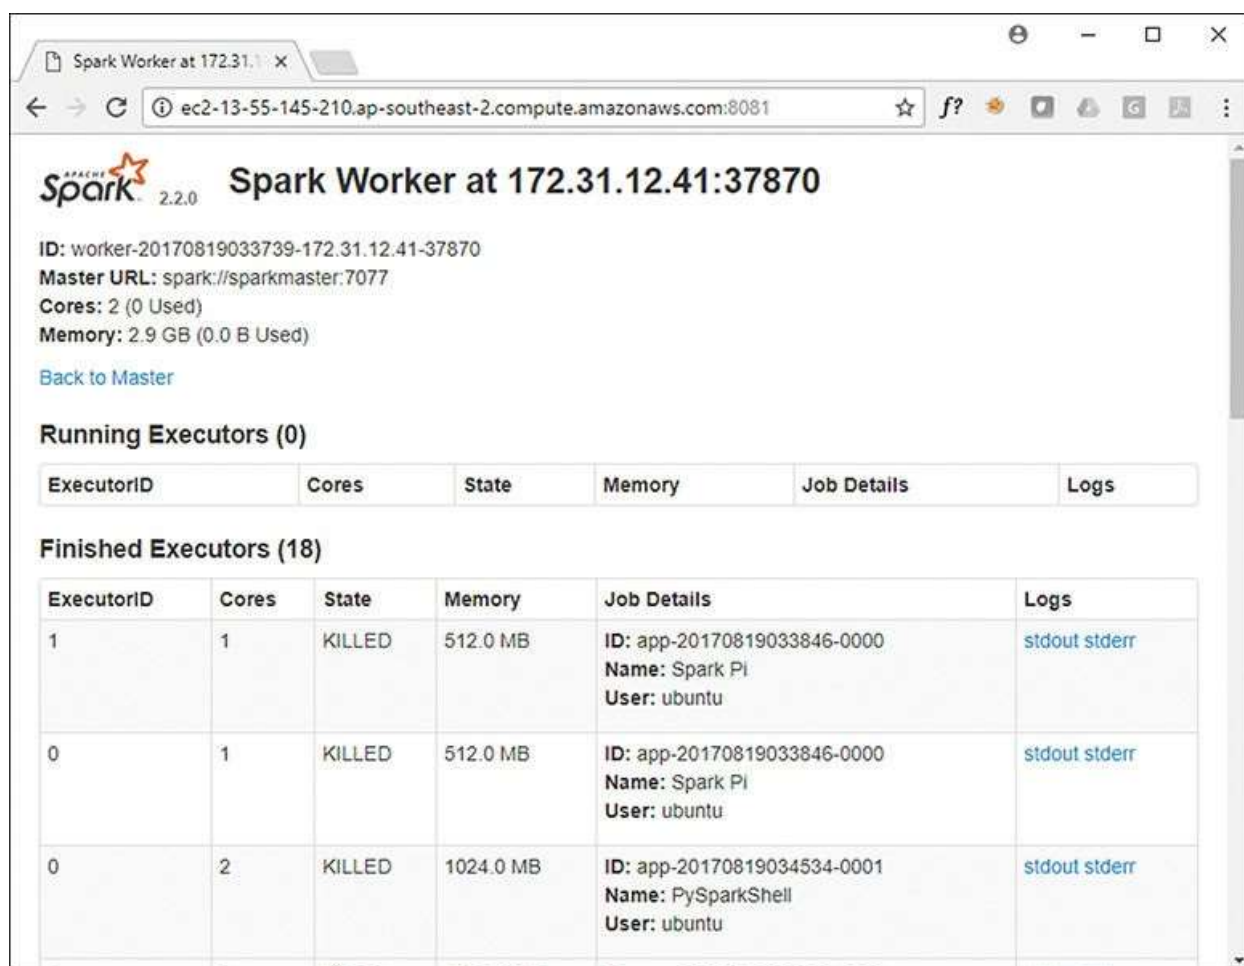 Spark Worker at 172.31.1
ec2-13-55-145-210.ap-southeast-2.compute.amazonaws.com:8081
f?
G
APACHE
Spark 2.2.0
Spark Worker at 172.31.12.41:37870
ID: worker-20170819033739-172.31.12.41-37870
Master URL: spark://sparkmaster:7077
Cores: 2 (0 Used)
Memory: 2.9 GB (0.0 B Used)
Back to Master
Running Executors (0)
ExecutorID Cores State Memory Job Details Logs
Finished Executors (18)
ExecutorID Cores State Memory Job Details Logs
1 1 KILLED 512.0 MB ID: app-20170819033846-0000 stdout stderr
Name: Spark Pi
User: ubuntu
0 1 KILLED 512.0 MB ID: app-20170819033846-0000 stdout stderr
Name: Spark Pi
User: ubuntu
0 2 KILLED 1024.0 MB ID: app-20170819034534-0001 stdout stderr
Name: PySparkShell
User: ubuntu